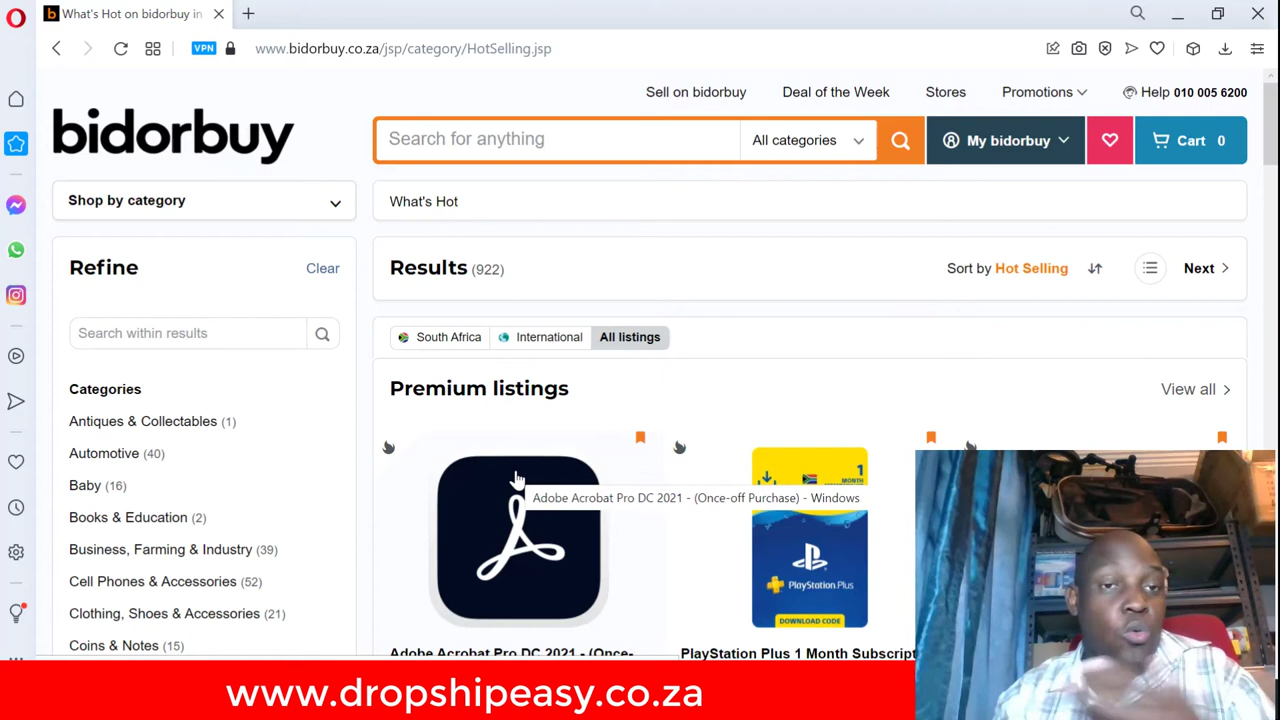 b What's Hot on bidorbuy in
VPN www.bidorbuy.co.za/jsp/category/HotSelling.jsp
Sell on bidorbuy Deal of the Week Stores Promotions Help 010 005 6200
bidorbuy
Search for anything All categories My bidorbuy Cart 0
Shop by category
What's Hot
Refine Clear
Results (922) Sort by Hot Selling Next
Search within results
South Africa International All listings
Categories
Premium listings View all
Antiques & Collectables (1)
Automotive (40)
Baby (16)
Books & Education (2)
Business, Farming & Industry (39)
Cell Phones & Accessories (52)
Clothing, Shoes & Accessories (21)
Coins & Notes (15)
Adobe Acrobat Pro DC 2021 - (Once-off Purchase) - Windows
1
MONTH
PlayStation Plus
DOWNLOAD CODE
Adobe Acrobat Pro DC 2021 - (Once- PlayStation Plus 1 Month Subscript
www.dropshipeasy.co.za